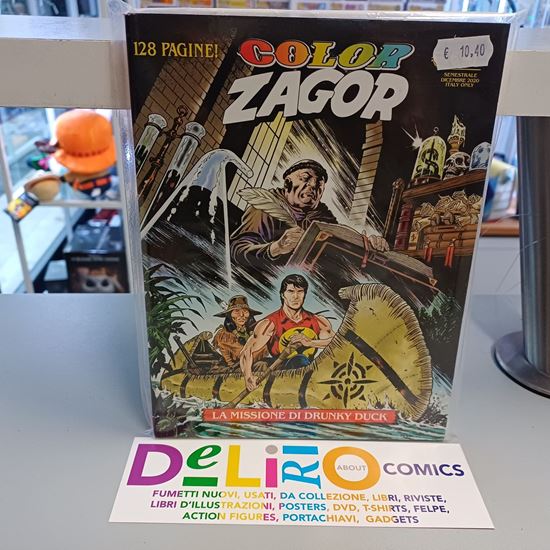 128 PAGINE!
COLOR
ZAGOR
€ 10,40
SEMESTRALE
DICEMBRE 2020
ITALY ONLY
$
LA MISSIONE DI DRUNKY DUCK
DeLiRiO ABOUT COMICS
FUMETTI NUOVI, USATI, DA COLLEZIONE, LIBRI, RIVISTE,
LIBRI D'ILLUSTRAZIONI, POSTERS, DVD, T-SHIRTS, FELPE,
ACTION FIGURES, PORTACHIAVI, GADGETS